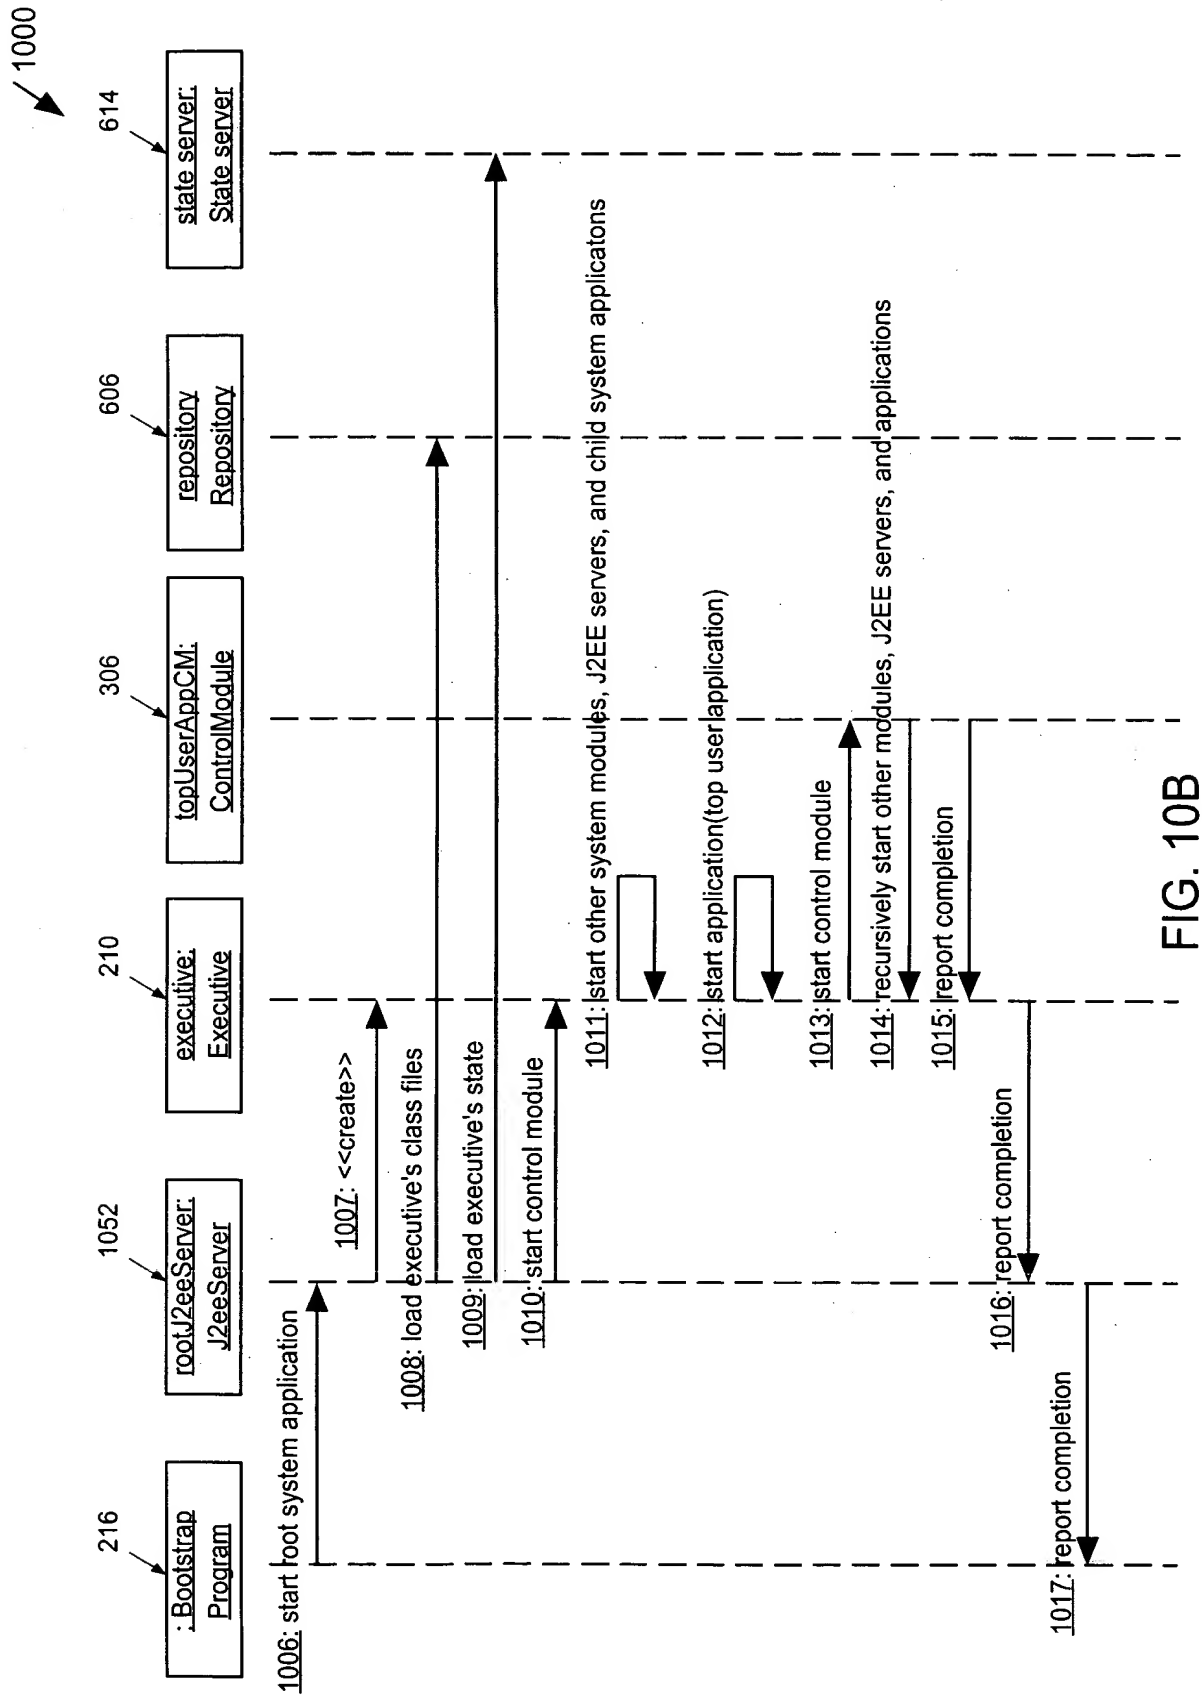 1000
216
1052
210
306
606
614
: Bootstrap
Program
rootJ2eeServer:
J2eeServer
executive:
Executive
topUserAppCM:
ControlModule
repository
Repository
state server:
State server
1006: start root system application
1007: <<create>>
1008: load executive's class files
1009: load executive's state
1010: start control module
1011: start other system modules, J2EE servers, and child system applicatons
1012: start application(top user application)
1013: start control module
1014: recursively start other modules, J2EE servers, and applications
1015: report completion
1016: report completion
1017: report completion
FIG. 10B